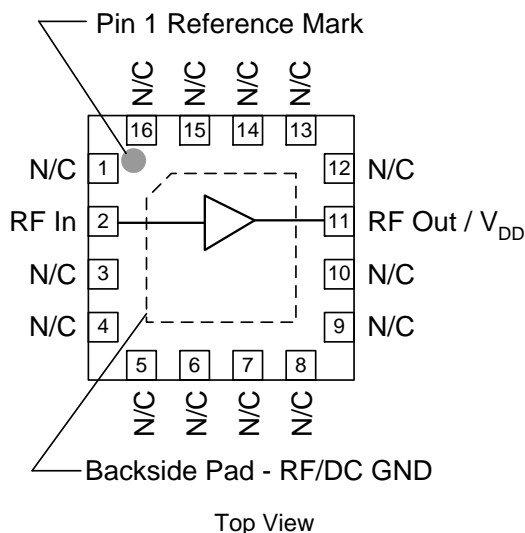 Pin 1 Reference Mark
N/C N/C N/C N/C
16 15 14 13
N/C 1 12 N/C
RF In 2 11 RF Out / VDD
N/C 3 10 N/C
N/C 4 9 N/C
5 6 7 8
N/C N/C N/C N/C
Backside Pad - RF/DC GND
Top View